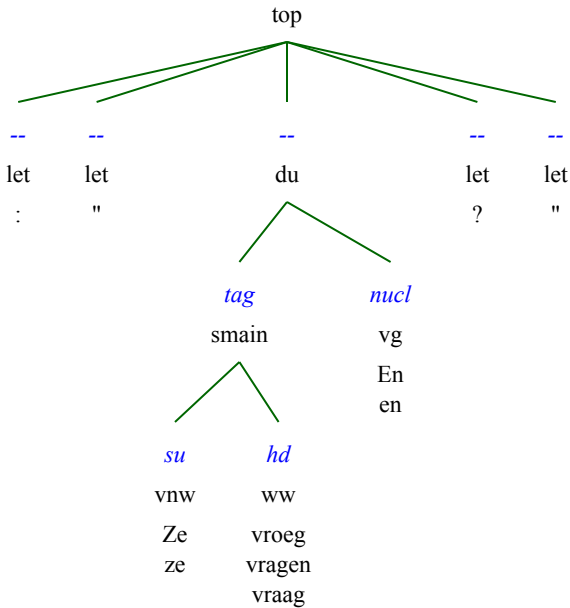 top
-- -- -- -- --
let let du let let
: " ? "
tag nucl
smain vg
En
en
su hd
vnw ww
Ze vroeg
ze vragen
vraag